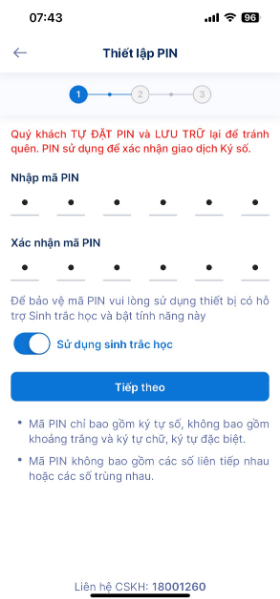 07:43
96
Thiết lập PIN
1
2
3
Quý khách TỰ ĐẶT PIN và LƯU TRỮ lại để tránh
quên. PIN sử dụng để xác nhận giao dịch Ký số.
Nhập mã PIN
Xác nhận mã PIN
Để bảo vệ mã PIN vui lòng sử dụng thiết bị có hỗ
trợ Sinh trắc học và bật tính năng này
Sử dụng sinh trắc học
Tiếp theo
• Mã PIN chỉ bao gồm ký tự số, không bao gồm
khoảng trắng và ký tự chữ, ký tự đặc biệt.
• Mã PIN không bao gồm các số liên tiếp nhau
hoặc các số trùng nhau.
Liên hệ CSKH: 18001260